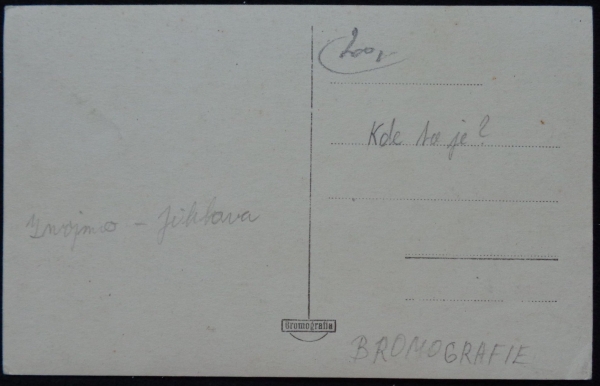 200,-
Kde to je?
Znojmo – Jihlava
Bromografia
BROMOGRAFIE